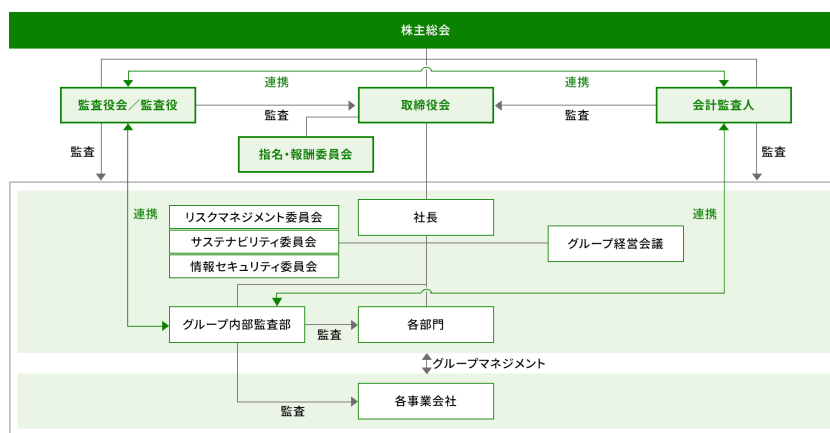 株主総会
連携
連携
監査役会／監査役
取締役会
会計監査人
監査
監査
指名・報酬委員会
監査
監査
連携
リスクマネジメント委員会
社長
連携
サステナビリティ委員会
グループ経営会議
情報セキュリティ委員会
グループ内部監査部
監査
各部門
グループマネジメント
各事業会社
監査